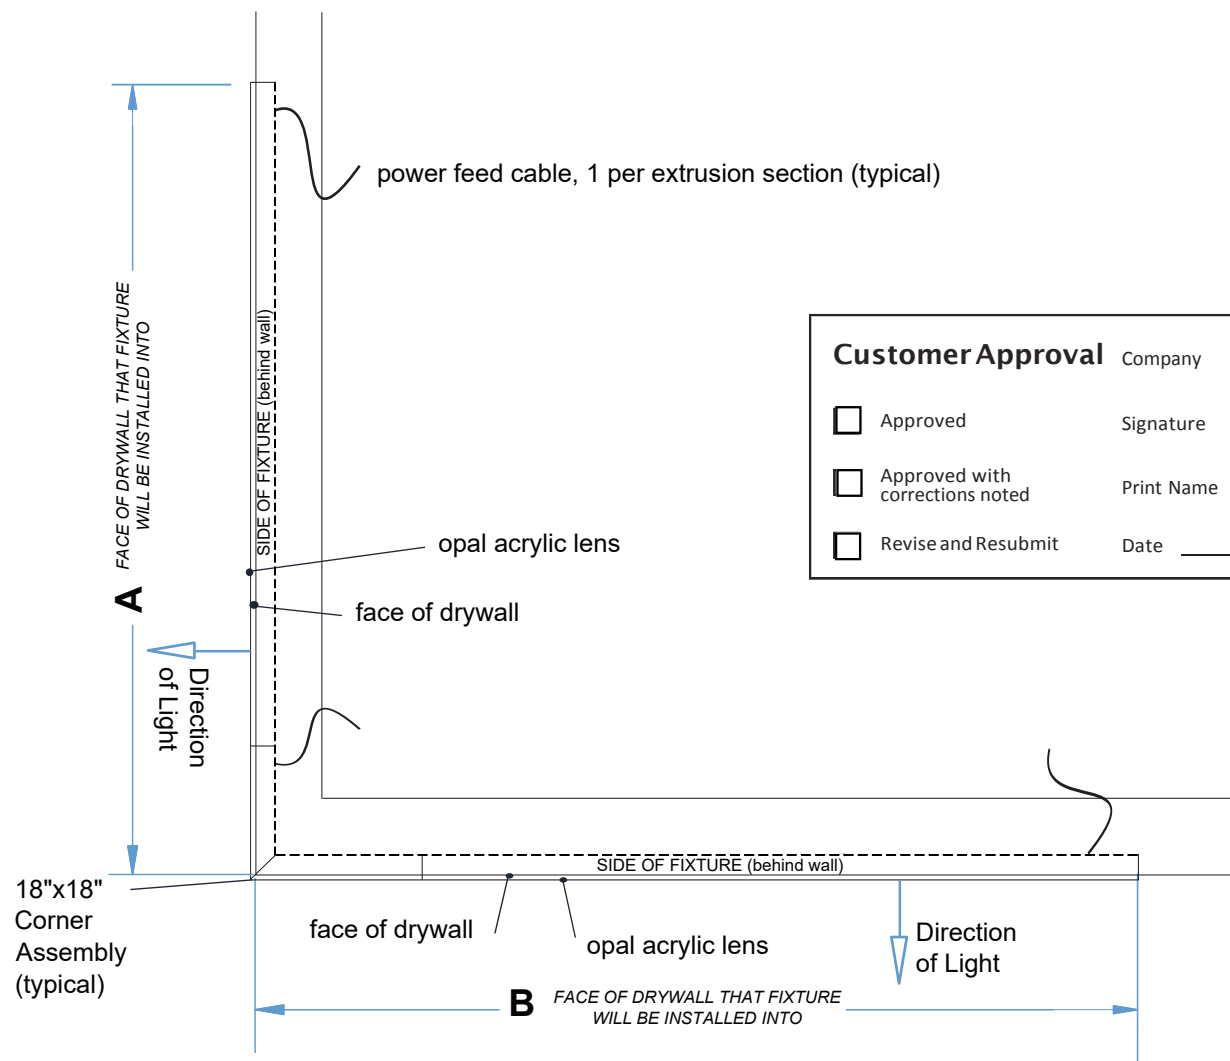 power feed cable, 1 per extrusion section (typical)
FACE OF DRYWALL THAT FIXTURE
WILL BE INSTALLED INTO
A
SIDE OF FIXTURE (behind wall)
Customer Approval
Company
Approved
Signature
Approved with
corrections noted
Print Name
Revise and Resubmit
Date
opal acrylic lens
face of drywall
Direction
of Light
SIDE OF FIXTURE (behind wall)
18"x18"
Corner
Assembly
(typical)
face of drywall
opal acrylic lens
Direction
of Light
B
FACE OF DRYWALL THAT FIXTURE
WILL BE INSTALLED INTO